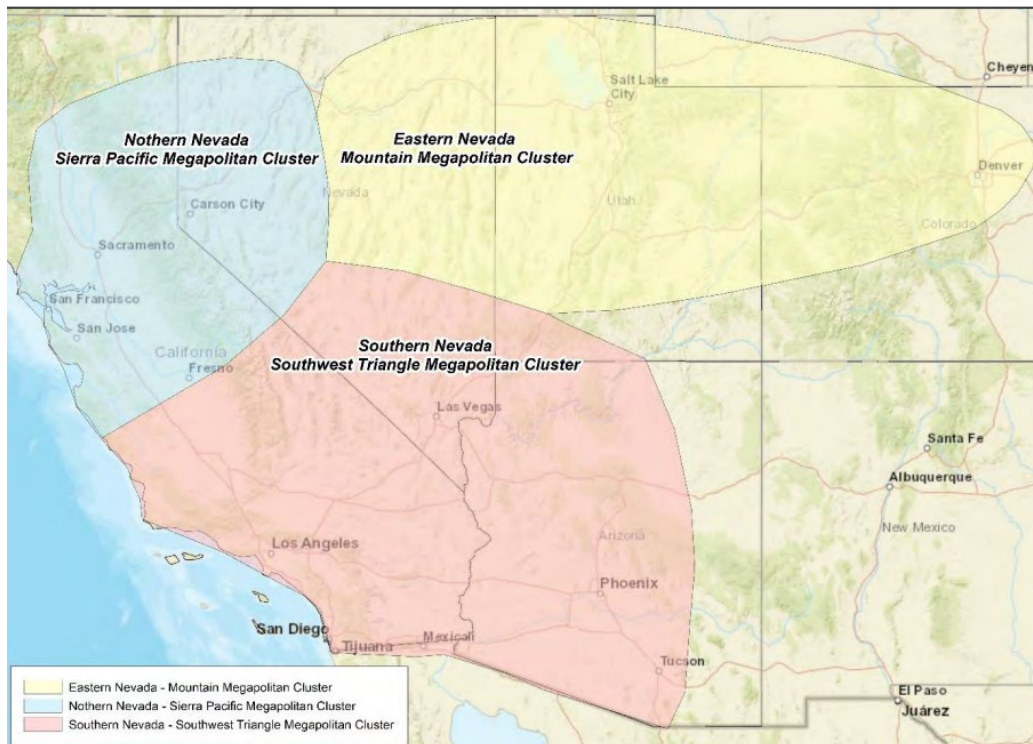 Cheyen
Salt Lake
City
Nothern Nevada
Sierra Pacific Megapolitan Cluster
Eastern Nevada
Mountain Megapolitan Cluster
Denver
Nevada
Utah
Carson City
Colorado
Sacramento
San Francisco
San Jose
California
Fresno
Southern Nevada
Southwest Triangle Megapolitan Cluster
Las Vegas
Santa Fe
Albuquerque
New Mexico
Los Angeles
Arizona
Phoenix
San Diego
Tijuana
Mexicali
Tucson
El Paso
Juárez
Eastern Nevada - Mountain Megapolitan Cluster
Nothern Nevada - Sierra Pacific Megapolitan Cluster
Southern Nevada - Southwest Triangle Megapolitan Cluster